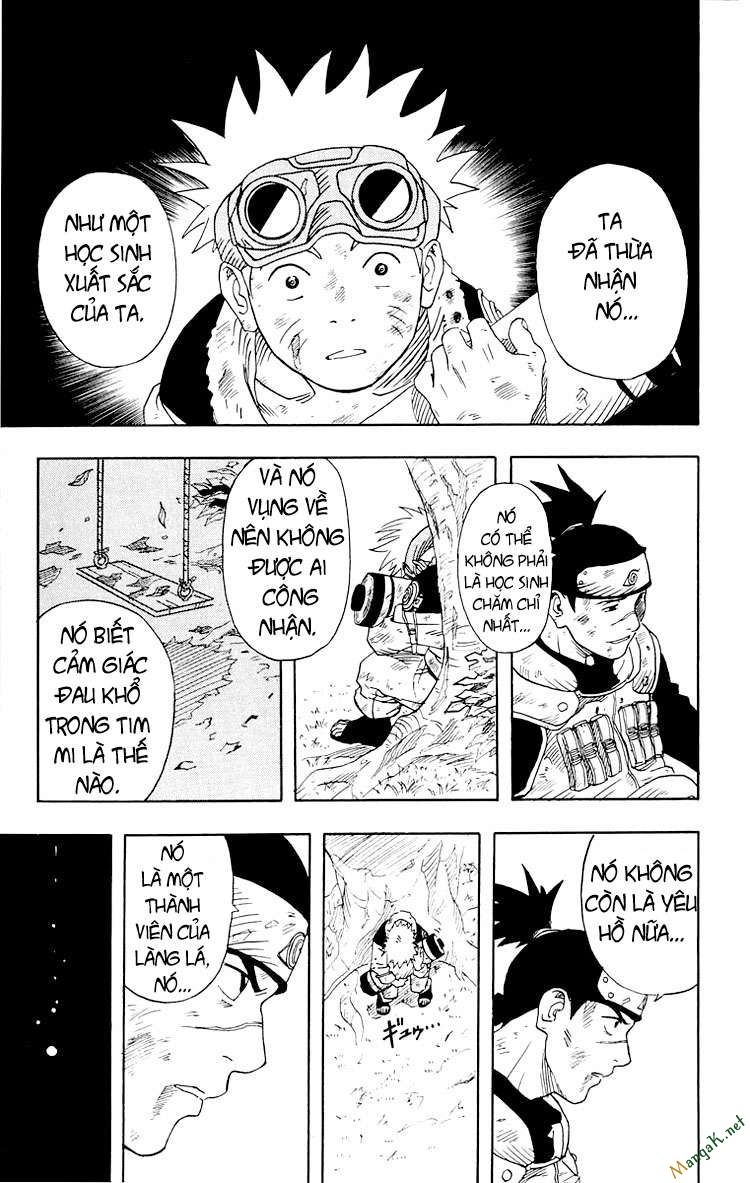 TA
ĐÃ THỪA
NHẬN
NÓ...
NHƯ MỘT
HỌC SINH
XUẤT SẮC
CỦA TA.
NÓ
CÓ THỂ
KHÔNG PHẢI
LÀ HỌC SINH
CHĂM CHỈ
NHẤT...
VÀ NÓ
VỤNG VỀ
NÊN KHÔNG
ĐƯỢC AI
CÔNG
NHẬN.
NÓ BIẾT
CẢM GIÁC
ĐAU KHỔ
TRONG TIM
MI LÀ THẾ
NÀO.
NÓ KHÔNG
CÒN LÀ YÊU
HỒ NỮA...
ギュゥ...
NÓ
LÀ MỘT
THÀNH
VIÊN CỦA
LÀNG LÁ,
NÓ...
MangaK.net